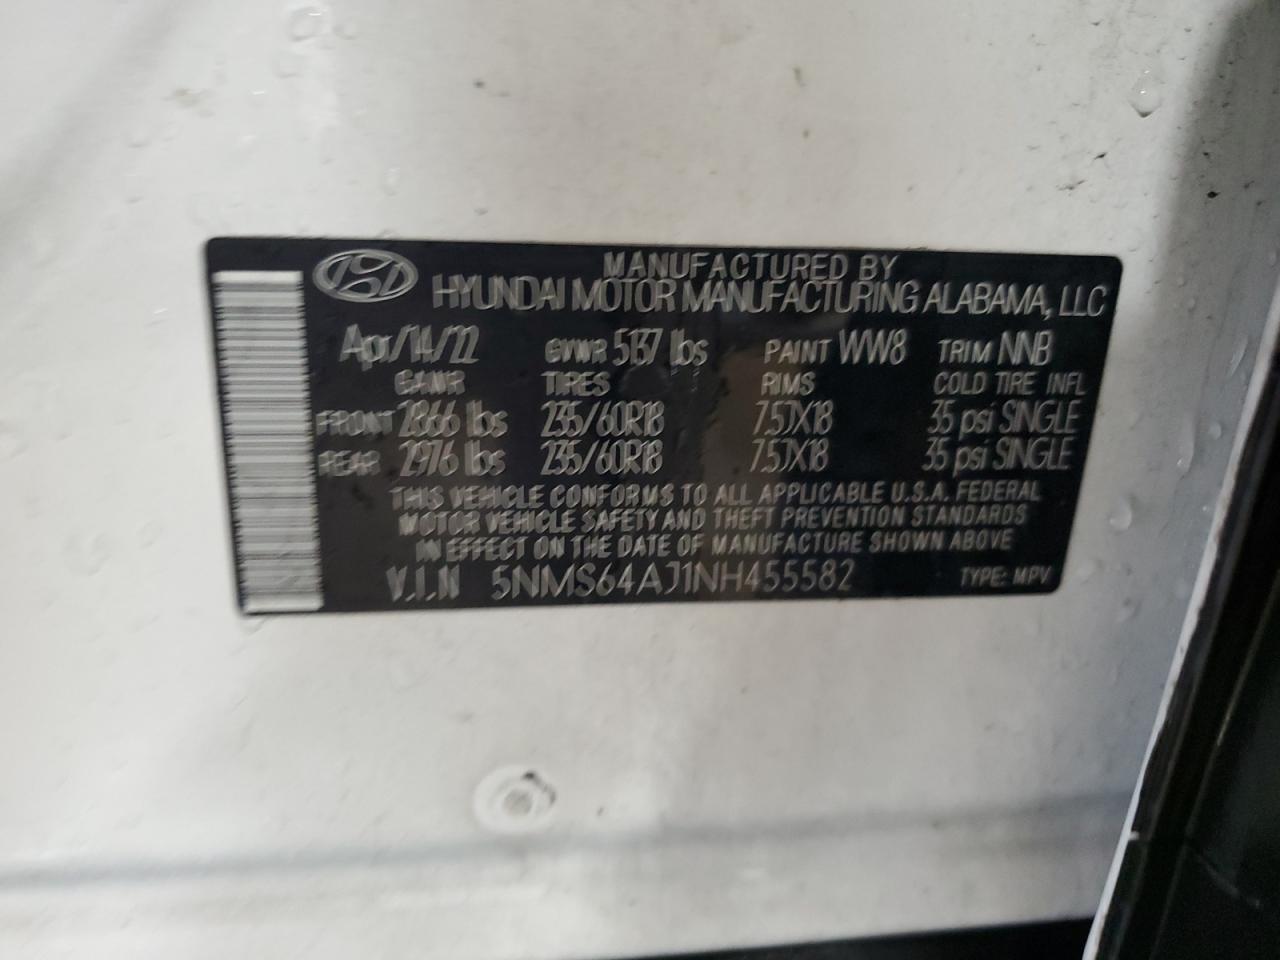 MANUFACTURED BY
HYUNDAI MOTOR MANUFACTURING ALABAMA, LLC
Apr/14/22 GVWR 5137 lbs PAINT WW8 TRIM NNB
GAWR TIRES RIMS COLD TIRE INFL
FRONT 2866 lbs 235/60R18 7.5JX18 35 psi SINGLE
REAR 2976 lbs 235/60R18 7.5JX18 35 psi SINGLE
THIS VEHICLE CONFORMS TO ALL APPLICABLE U.S.A. FEDERAL
MOTOR VEHICLE SAFETY AND THEFT PREVENTION STANDARDS
IN EFFECT ON THE DATE OF MANUFACTURE SHOWN ABOVE
V.I.N 5NMS64AJ1NH455582 TYPE: MPV